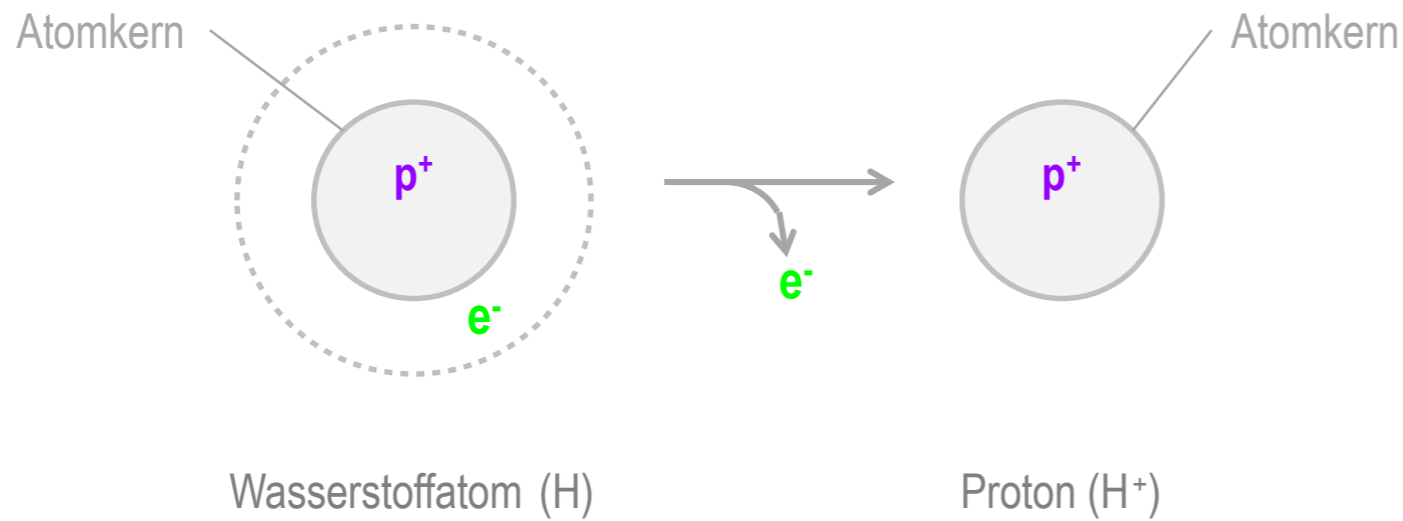 Atomkern
Atomkern
p⁺
p⁺
e⁻
e⁻
Wasserstoffatom (H)
Proton (H⁺)